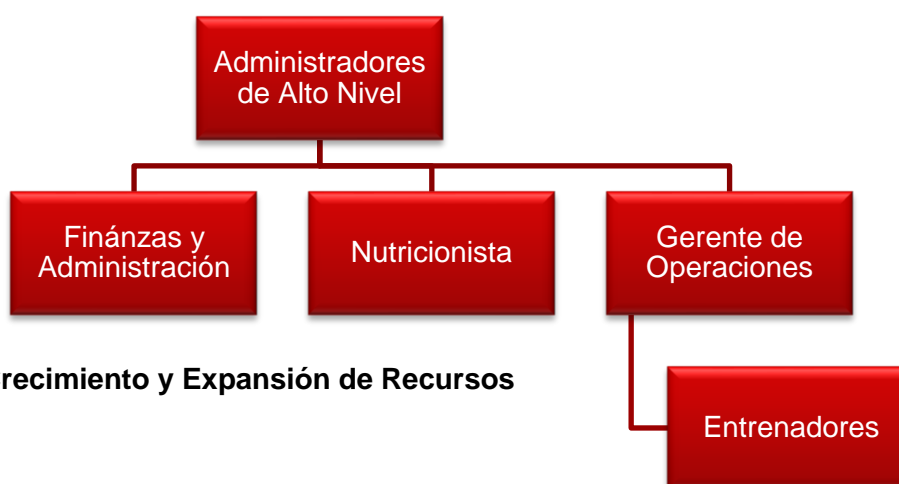 Administradores
de Alto Nivel
Finánzas y
Administración
Nutricionista
Gerente de
Operaciones
recimiento y Expansión de Recursos
Entrenadores